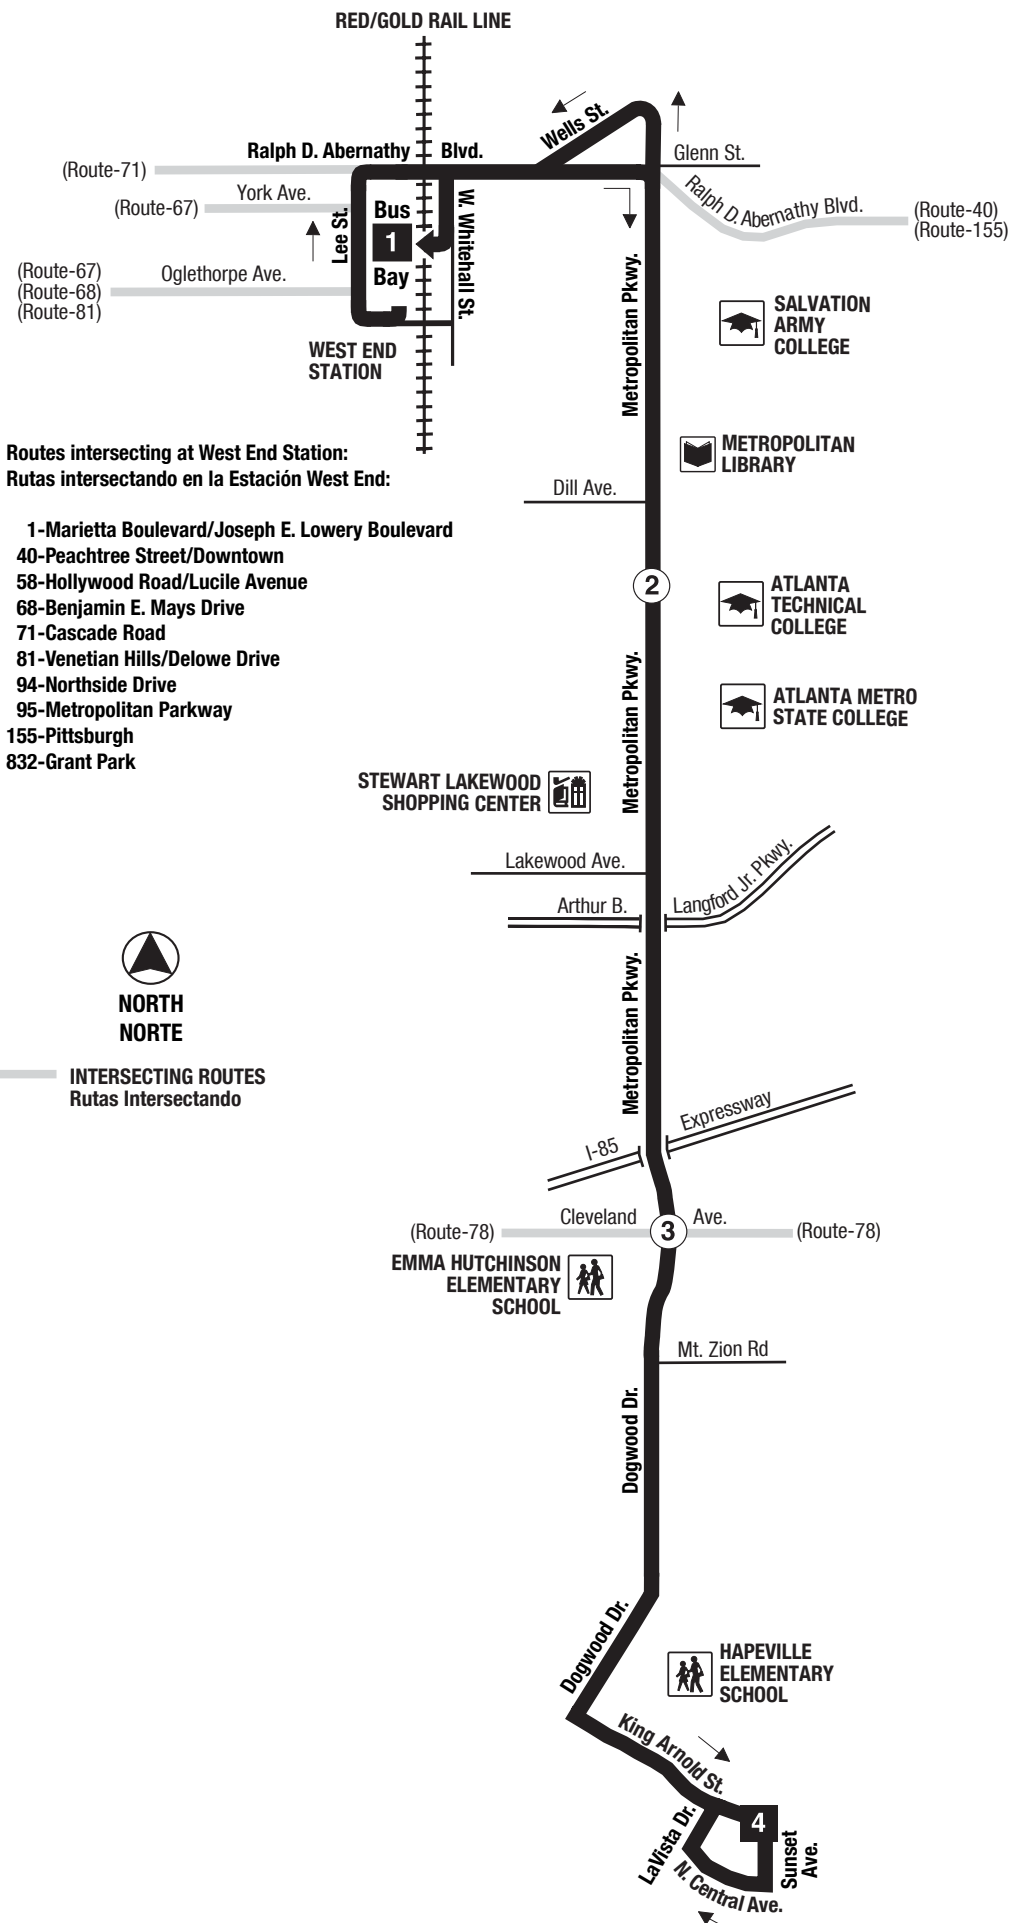 RED/GOLD RAIL LINE
Wells St.
Ralph D. Abernathy Blvd.
Glenn St.
(Route-71)
York Ave.
(Route-67)
Ralph D. Abernathy Blvd.
(Route-40)
(Route-155)
Lee St.
Bus
1
Bay
W. Whitehall St.
(Route-67)
(Route-68)
(Route-81)
Oglethorpe Ave.
Metropolitan Pkwy.
SALVATION
ARMY
COLLEGE
WEST END
STATION
METROPOLITAN
LIBRARY
Routes intersecting at West End Station:
Rutas intersectando en la Estación West End:
1-Marietta Boulevard/Joseph E. Lowery Boulevard
40-Peachtree Street/Downtown
58-Hollywood Road/Lucile Avenue
68-Benjamin E. Mays Drive
71-Cascade Road
81-Venetian Hills/Delowe Drive
94-Northside Drive
95-Metropolitan Parkway
155-Pittsburgh
832-Grant Park
Dill Ave.
2
ATLANTA
TECHNICAL
COLLEGE
Metropolitan Pkwy.
ATLANTA METRO
STATE COLLEGE
STEWART LAKEWOOD
SHOPPING CENTER
Lakewood Ave.
Arthur B. Langford Jr. Pkwy.
Metropolitan Pkwy.
NORTH
NORTE
INTERSECTING ROUTES
Rutas Intersectando
I-85 Expressway
(Route-78) Cleveland 3 Ave. (Route-78)
EMMA HUTCHINSON
ELEMENTARY
SCHOOL
Mt. Zion Rd
Dogwood Dr.
Dogwood Dr.
HAPEVILLE
ELEMENTARY
SCHOOL
King Arnold St.
4
LaVista Dr.
Sunset
Ave.
N. Central Ave.